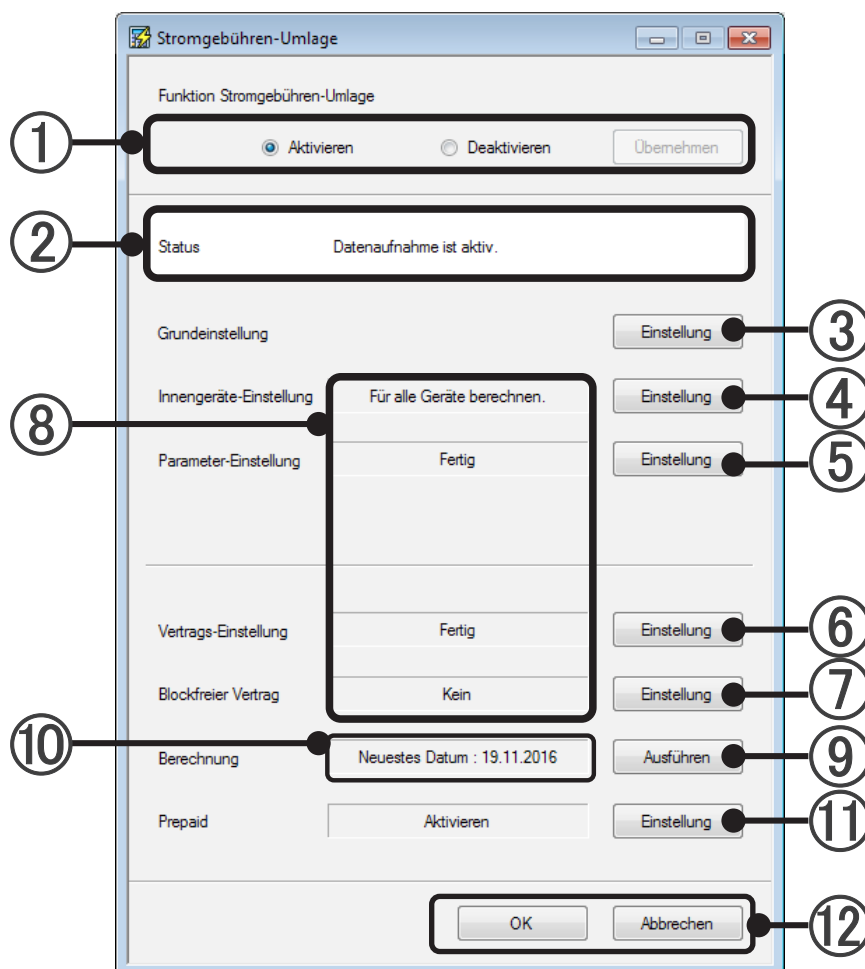 Stromgebühren-Umlage
Funktion Stromgebühren-Umlage
① Aktivieren Deaktivieren Übernehmen
② Status Datenaufnahme ist aktiv.
Grundeinstellung Einstellung ③
Innengeräte-Einstellung Für alle Geräte berechnen. Einstellung ④
⑧
Parameter-Einstellung Fertig Einstellung ⑤
Vertrags-Einstellung Fertig Einstellung ⑥
Blockfreier Vertrag Kein Einstellung ⑦
⑩ Berechnung Neuestes Datum : 19.11.2016 Ausführen ⑨
Prepaid Aktivieren Einstellung ⑪
OK Abbrechen ⑫